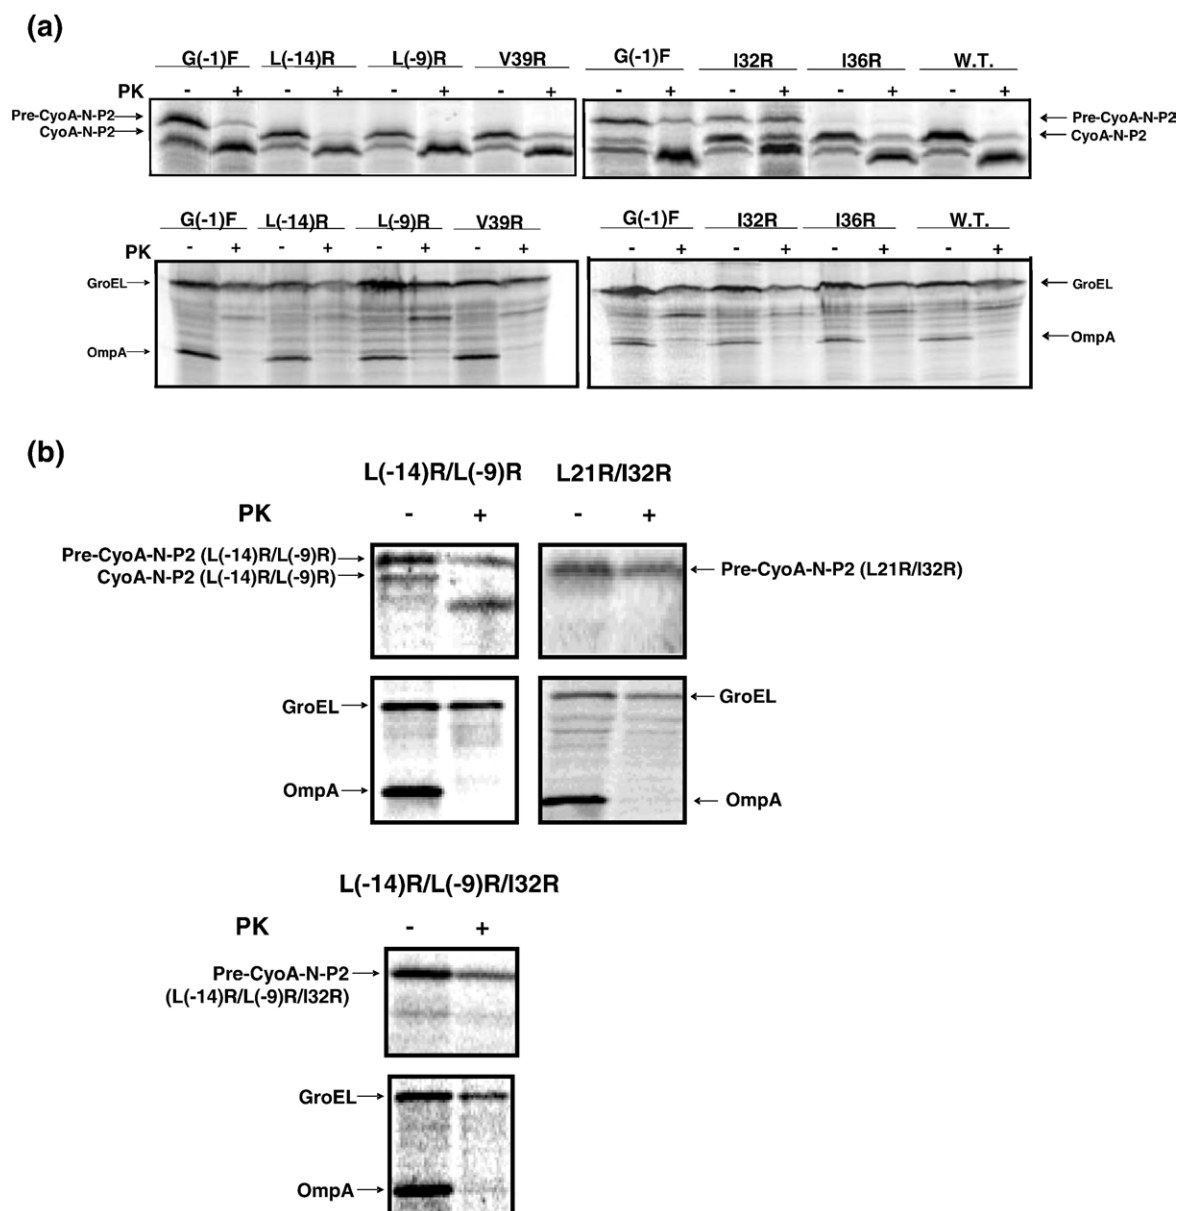 (a)
G(-1)F L(-14)R L(-9)R V39R G(-1)F I32R I36R W.T.
PK - + - + - + - + - + - + - + - +
Pre-CyoA-N-P2 Pre-CyoA-N-P2
CyoA-N-P2 CyoA-N-P2
G(-1)F L(-14)R L(-9)R V39R G(-1)F I32R I36R W.T.
PK - + - + - + - + - + - + - + - +
GroEL GroEL
OmpA OmpA
(b)
L(-14)R/L(-9)R L21R/I32R
PK - + - +
Pre-CyoA-N-P2 (L(-14)R/L(-9)R) Pre-CyoA-N-P2 (L21R/I32R)
CyoA-N-P2 (L(-14)R/L(-9)R)
GroEL GroEL
OmpA OmpA
L(-14)R/L(-9)R/I32R
PK - +
Pre-CyoA-N-P2
(L(-14)R/L(-9)R/I32R)
GroEL
OmpA